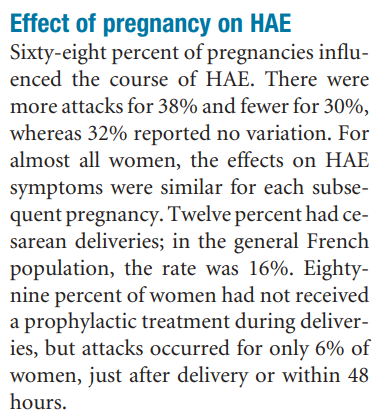 Effect of pregnancy on HAE
Sixty-eight percent of pregnancies influ-
enced the course of HAE. There were
more attacks for 38% and fewer for 30%,
whereas 32% reported no variation. For
almost all women, the effects on HAE
symptoms were similar for each subse-
quent pregnancy. Twelve percent had ce-
sarean deliveries; in the general French
population, the rate was 16%. Eighty-
nine percent of women had not received
a prophylactic treatment during deliver-
ies, but attacks occurred for only 6% of
women, just after delivery or within 48
hours.